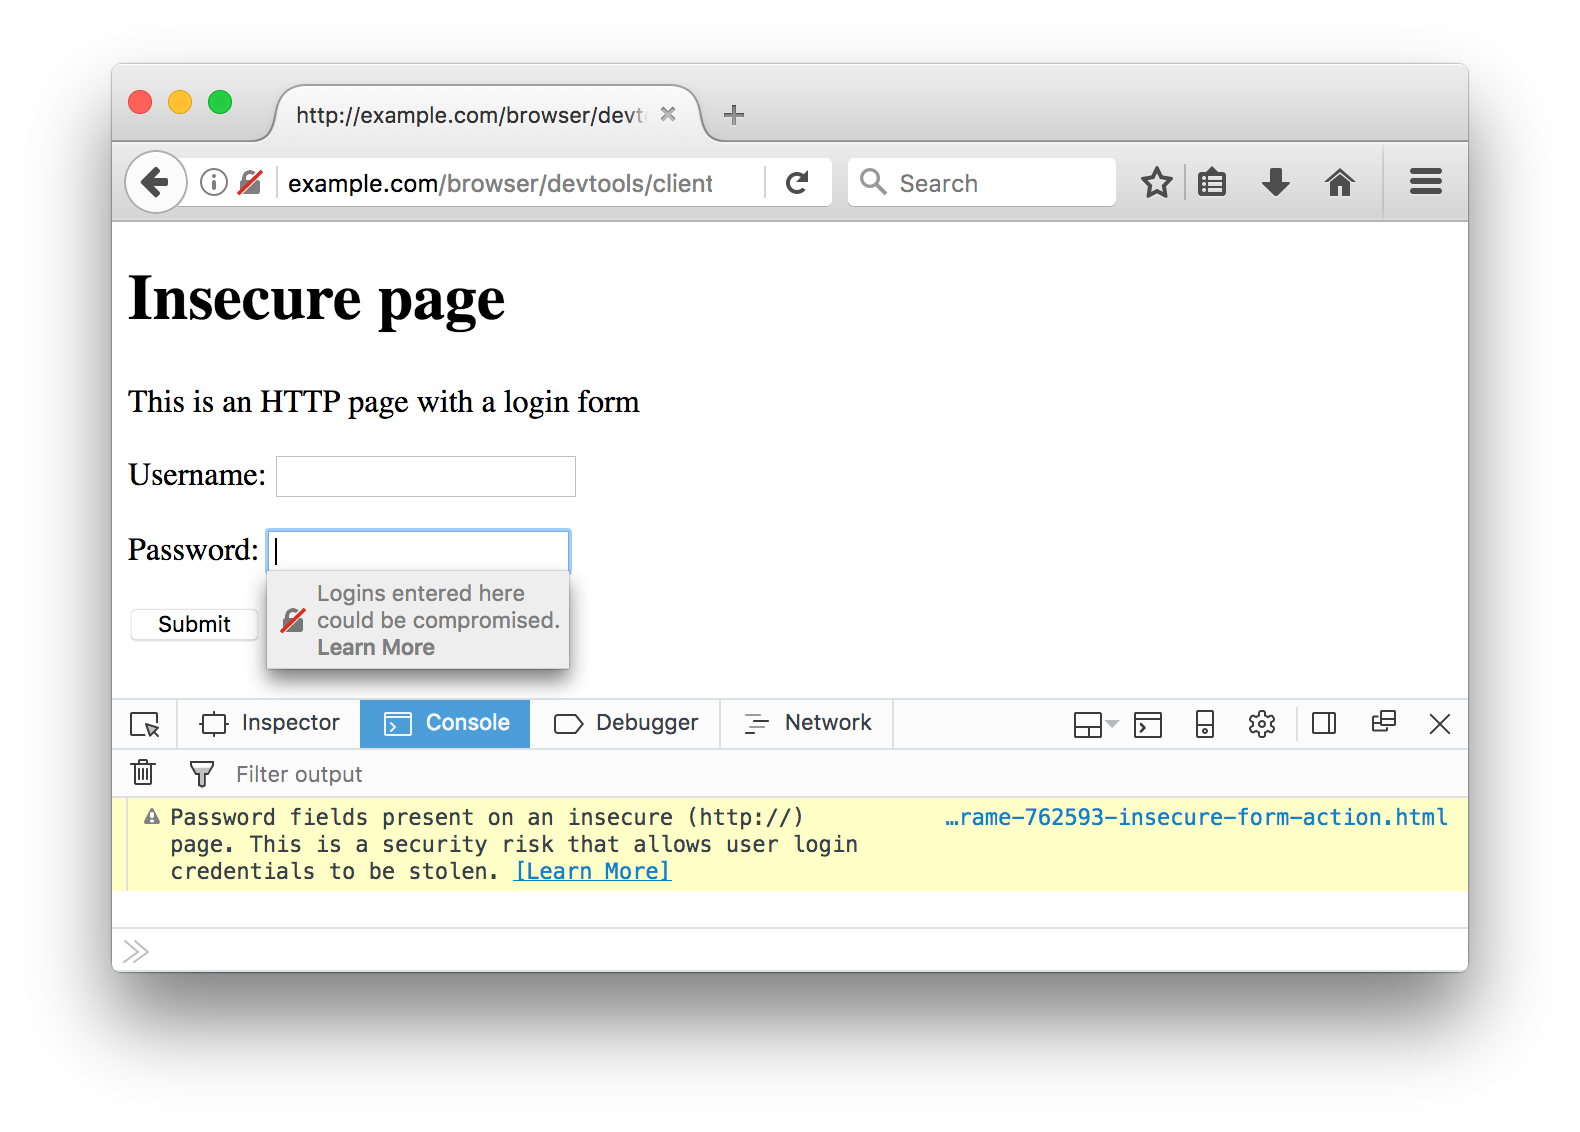 http://example.com/browser/devt
example.com/browser/devtools/client
Search
Insecure page
This is an HTTP page with a login form
Username:
Password:
Logins entered here
could be compromised.
Learn More
Submit
Inspector
Console
Debugger
Network
Filter output
Password fields present on an insecure (http://)
page. This is a security risk that allows user login
credentials to be stolen. [Learn More]
…rame-762593-insecure-form-action.html